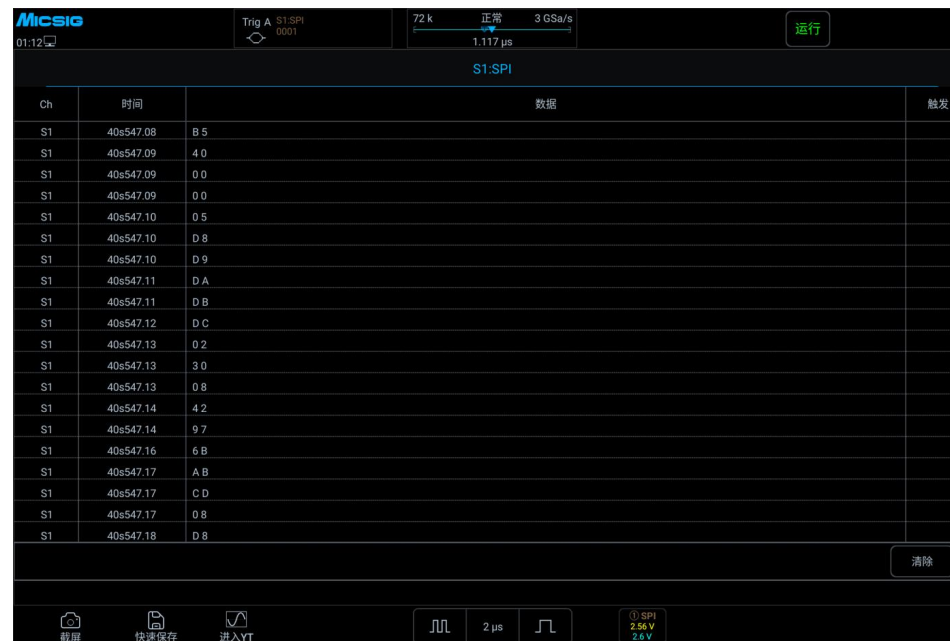 Micsig
01:12
Trig A S1:SPI
0001
72 k 正常 3 GSa/s
1.117 μs
运行
S1:SPI
Ch 时间 数据 触发
S1 40s547.08 B 5
S1 40s547.09 4 0
S1 40s547.09 0 0
S1 40s547.09 0 0
S1 40s547.10 0 5
S1 40s547.10 D 8
S1 40s547.10 D 9
S1 40s547.11 D A
S1 40s547.11 D B
S1 40s547.12 D C
S1 40s547.13 0 2
S1 40s547.13 3 0
S1 40s547.13 0 8
S1 40s547.14 4 2
S1 40s547.14 9 7
S1 40s547.16 6 B
S1 40s547.17 A B
S1 40s547.17 C D
S1 40s547.17 0 8
S1 40s547.18 D 8
清除
截屏 快速保存 进入YT
2 μs
① SPI
2.56 V
2.6 V